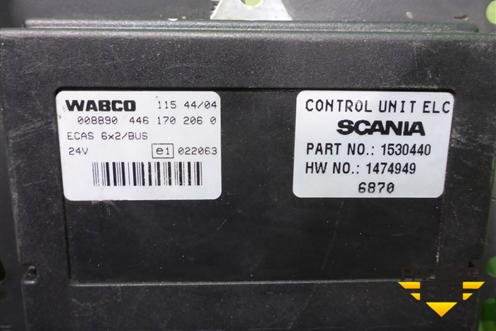 WABCO 115 44/04
008B90 446 170 206 0
ECAS 6x2/BUS
24V e1 022063
CONTROL UNIT ELC
SCANIA
PART NO.: 1530440
HW NO.: 1474949
6870